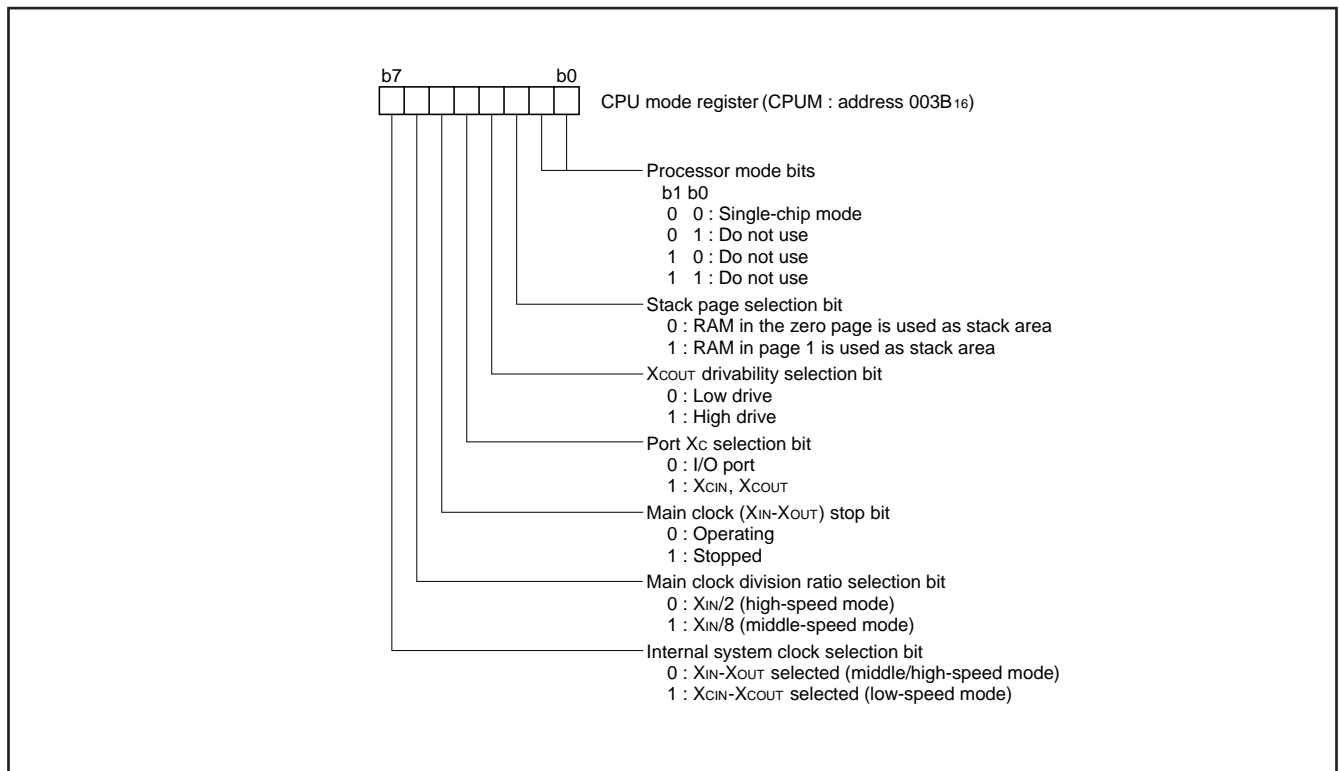 b7 b0
CPU mode register (CPUM : address 003B16)
Processor mode bits
b1 b0
0 0 : Single-chip mode
0 1 : Do not use
1 0 : Do not use
1 1 : Do not use
Stack page selection bit
0 : RAM in the zero page is used as stack area
1 : RAM in page 1 is used as stack area
XCOUT drivability selection bit
0 : Low drive
1 : High drive
Port XC selection bit
0 : I/O port
1 : XCIN, XCOUT
Main clock (XIN-XOUT) stop bit
0 : Operating
1 : Stopped
Main clock division ratio selection bit
0 : XIN/2 (high-speed mode)
1 : XIN/8 (middle-speed mode)
Internal system clock selection bit
0 : XIN-XOUT selected (middle/high-speed mode)
1 : XCIN-XCOUT selected (low-speed mode)